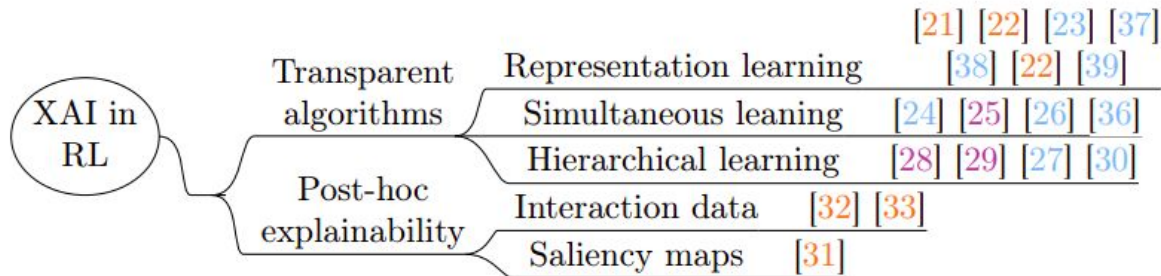 XAI in
RL
Transparent
algorithms
Representation learning
[21] [22] [23] [37]
[38] [22] [39]
Simultaneous leaning [24] [25] [26] [36]
Hierarchical learning [28] [29] [27] [30]
Post-hoc
explainability
Interaction data [32] [33]
Saliency maps [31]